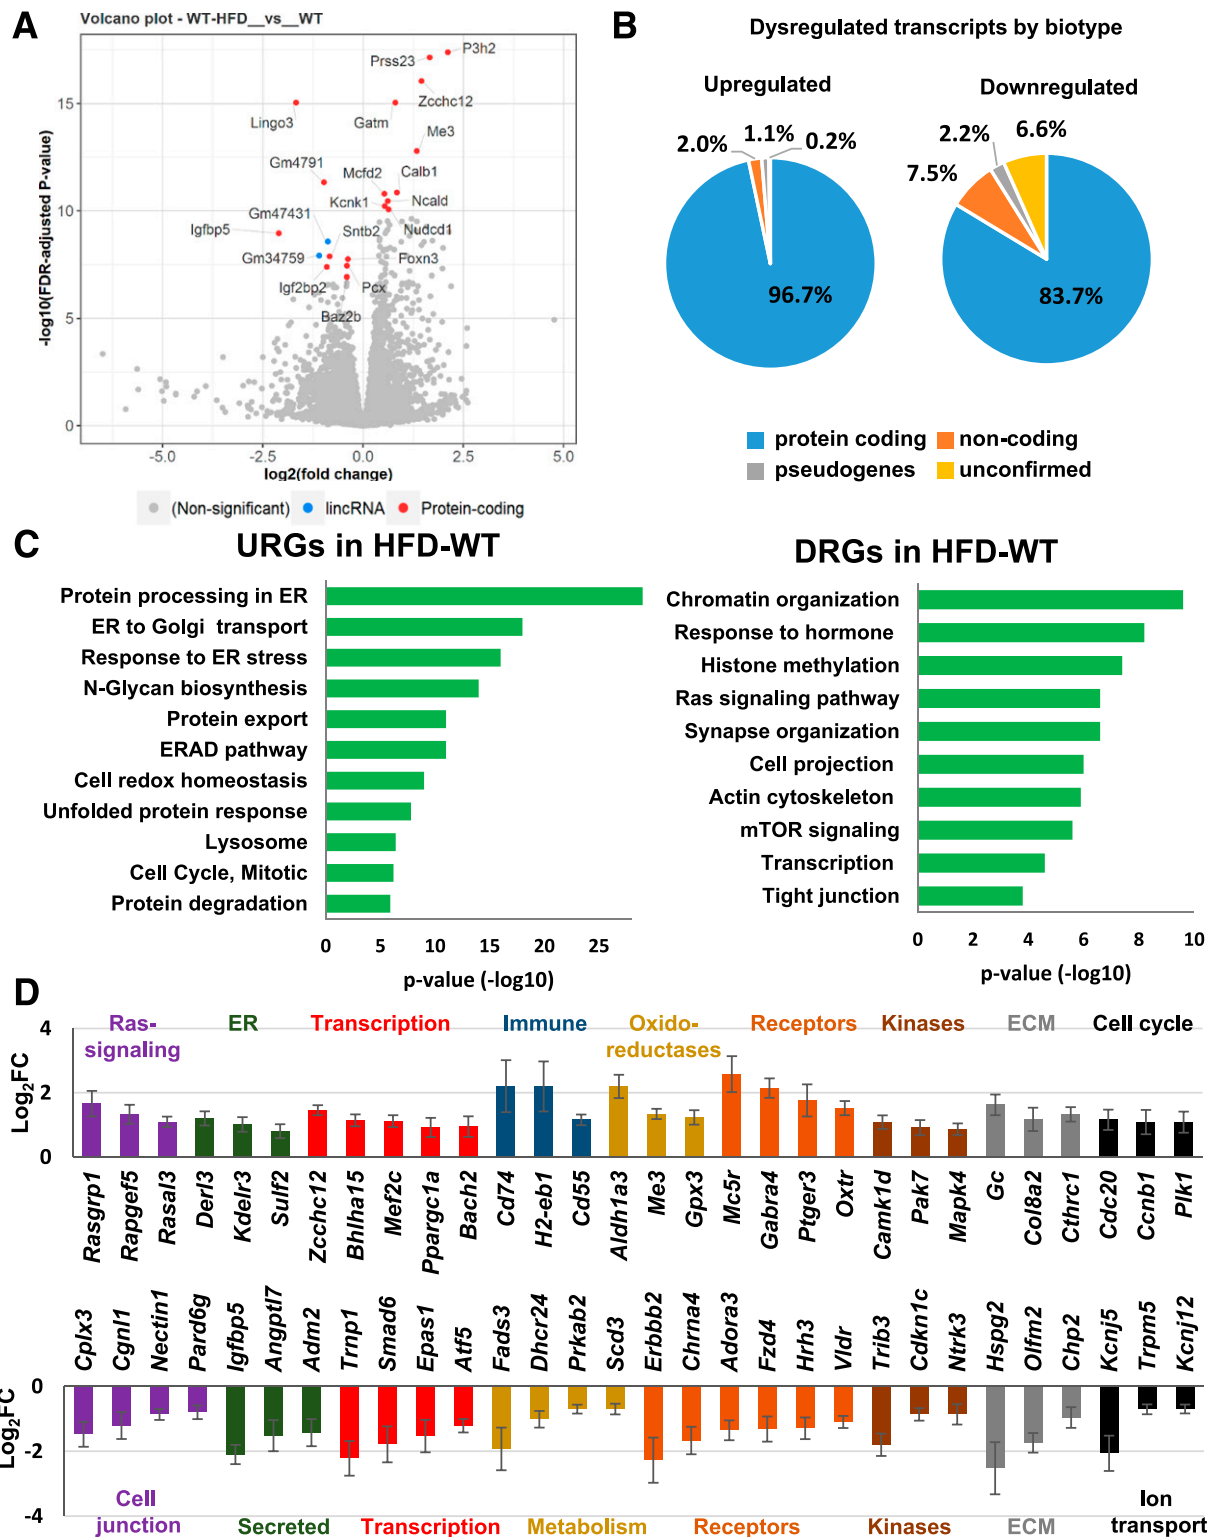 A
Volcano plot - WT-HFD__vs__WT
-log10(FDR-adjusted P-value)
15
10
5
0
P3h2
Prss23
Zcchc12
Lingo3
Gatm
Me3
Gm4791
Mcfd2
Calb1
Kcnk1
Ncald
Gm47431
Igfbp5
Sntb2
Nudcd1
Gm34759
Foxn3
Igf2bp2
Pcx
Baz2b
-5.0
-2.5
0.0
2.5
5.0
log2(fold change)
(Non-significant)
lincRNA
Protein-coding
B
Dysregulated transcripts by biotype
Upregulated
2.0%
1.1%
0.2%
96.7%
Downregulated
2.2%
6.6%
7.5%
83.7%
protein coding
non-coding
pseudogenes
unconfirmed
C
URGs in HFD-WT
Protein processing in ER
ER to Golgi transport
Response to ER stress
N-Glycan biosynthesis
Protein export
ERAD pathway
Cell redox homeostasis
Unfolded protein response
Lysosome
Cell Cycle, Mitotic
Protein degradation
0 5 10 15 20 25
p-value (-log10)
DRGs in HFD-WT
Chromatin organization
Response to hormone
Histone methylation
Ras signaling pathway
Synapse organization
Cell projection
Actin cytoskeleton
mTOR signaling
Transcription
Tight junction
0 2 4 6 8 10
p-value (-log10)
D
Log2FC
4
2
0
Ras-
signaling
ER
Transcription
Immune
Oxido-
reductases
Receptors
Kinases
ECM
Cell cycle
Rasgrp1
Rapgef5
Rasal3
Derl3
Kdelr3
Sulf2
Zcchc12
Bhlha15
Mef2c
Ppargc1a
Bach2
Cd74
H2-eb1
Cd55
Aldh1a3
Me3
Gpx3
Mc5r
Gabra4
Ptger3
Oxtr
Camk1d
Pak7
Mapk4
Gc
Col8a2
Cthrc1
Cdc20
Ccnb1
Plk1
Cplx3
Cgnl1
Nectin1
Pard6g
Igfbp5
Angptl7
Adm2
Trnp1
Smad6
Epas1
Atf5
Fads3
Dhcr24
Prkab2
Scd3
Erbbb2
Chrna4
Adora3
Fzd4
Hrh3
Vldr
Trib3
Cdkn1c
Ntrk3
Hspg2
Olfm2
Chp2
Kcnj5
Trpm5
Kcnj12
Log2FC
0
-2
-4
Cell
junction
Secreted
Transcription
Metabolism
Receptors
Kinases
ECM
Ion
transport